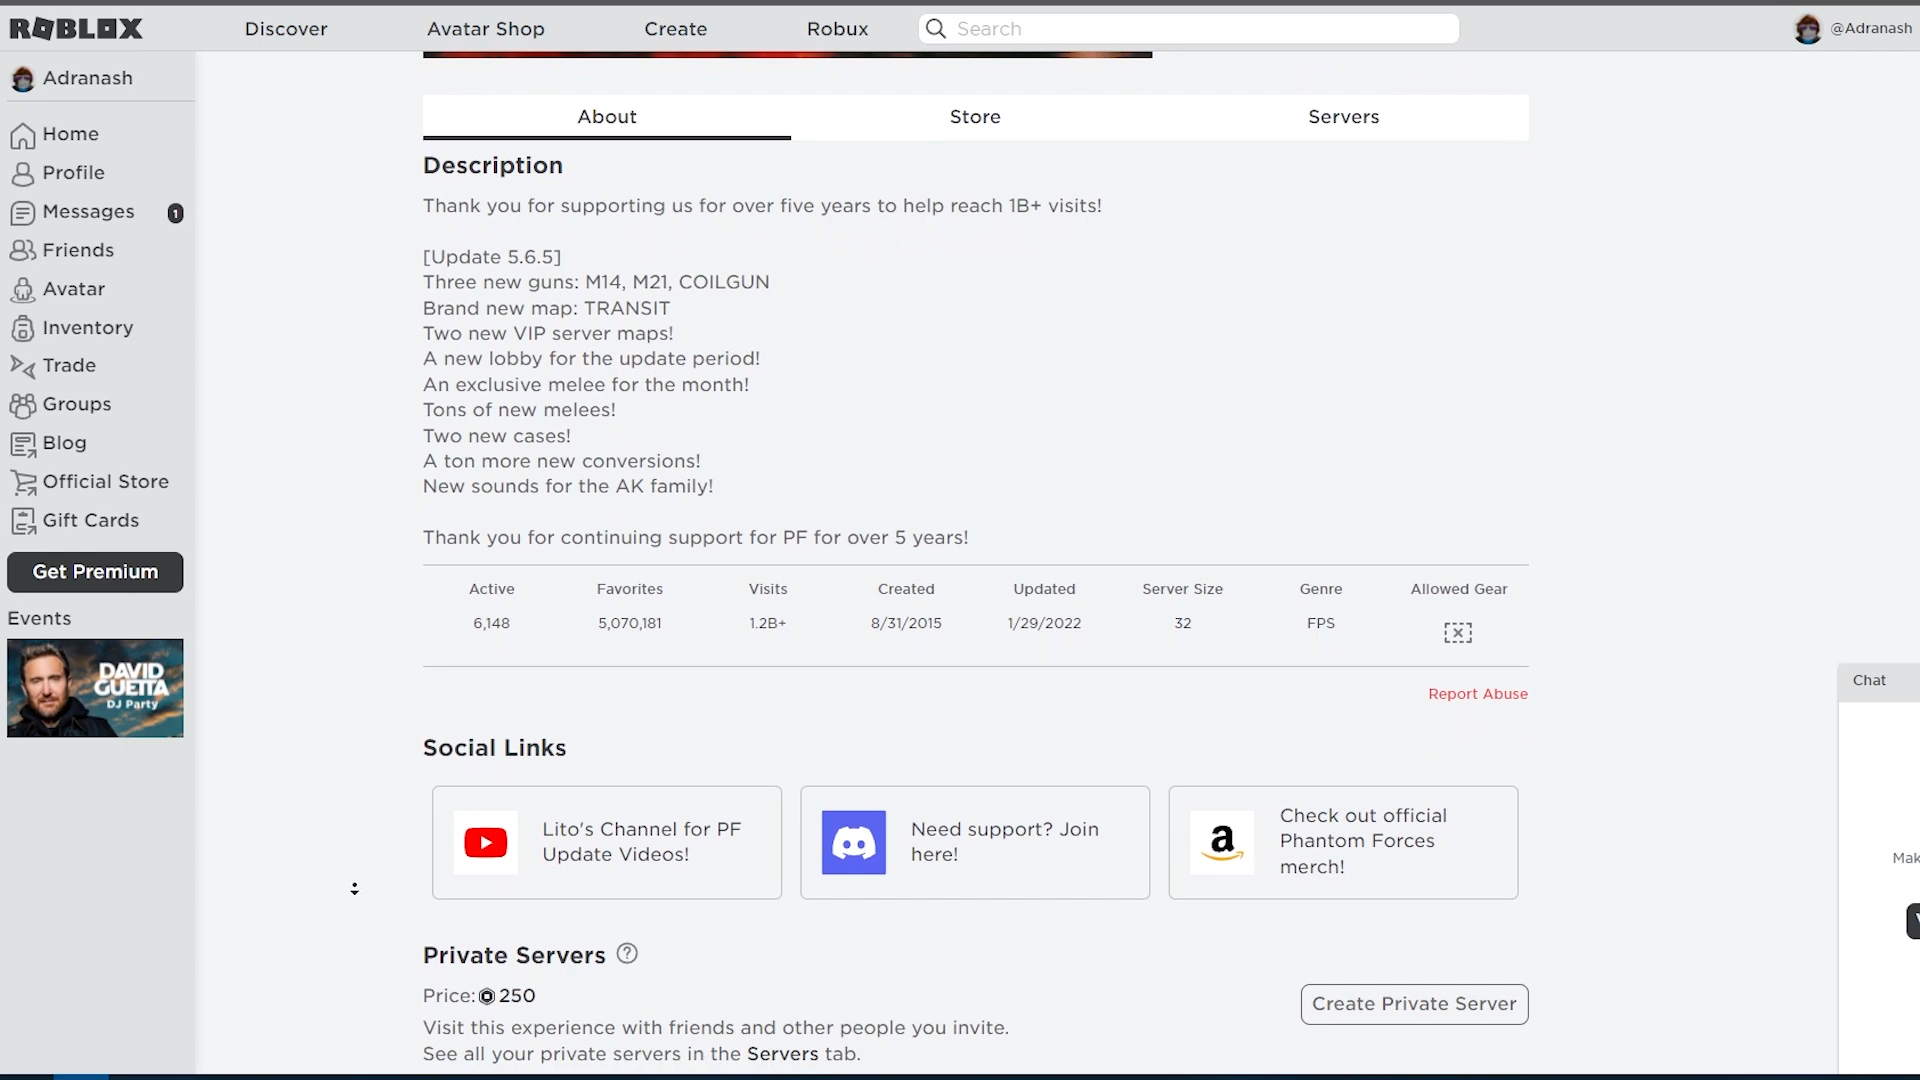 ROBLOX
Discover
Avatar Shop
Create
Robux
Search
@Adranash
Adranash
Home
Profile
Messages
1
Friends
Avatar
Inventory
Trade
Groups
Blog
Official Store
Gift Cards
Get Premium
Events
DAVID
GUETTA
DJ Party
About
Store
Servers
Description
Thank you for supporting us for over five years to help reach 1B+ visits!
[Update 5.6.5]
Three new guns: M14, M21, COILGUN
Brand new map: TRANSIT
Two new VIP server maps!
A new lobby for the update period!
An exclusive melee for the month!
Tons of new melees!
Two new cases!
A ton more new conversions!
New sounds for the AK family!
Thank you for continuing support for PF for over 5 years!
Active
Favorites
Visits
Created
Updated
Server Size
Genre
Allowed Gear
6,148
5,070,181
1.2B+
8/31/2015
1/29/2022
32
FPS
Report Abuse
Social Links
Lito's Channel for PF
Update Videos!
Need support? Join
here!
Check out official
Phantom Forces
merch!
Private Servers
Price: 250
Visit this experience with friends and other people you invite.
See all your private servers in the Servers tab.
Create Private Server
Chat
Mak